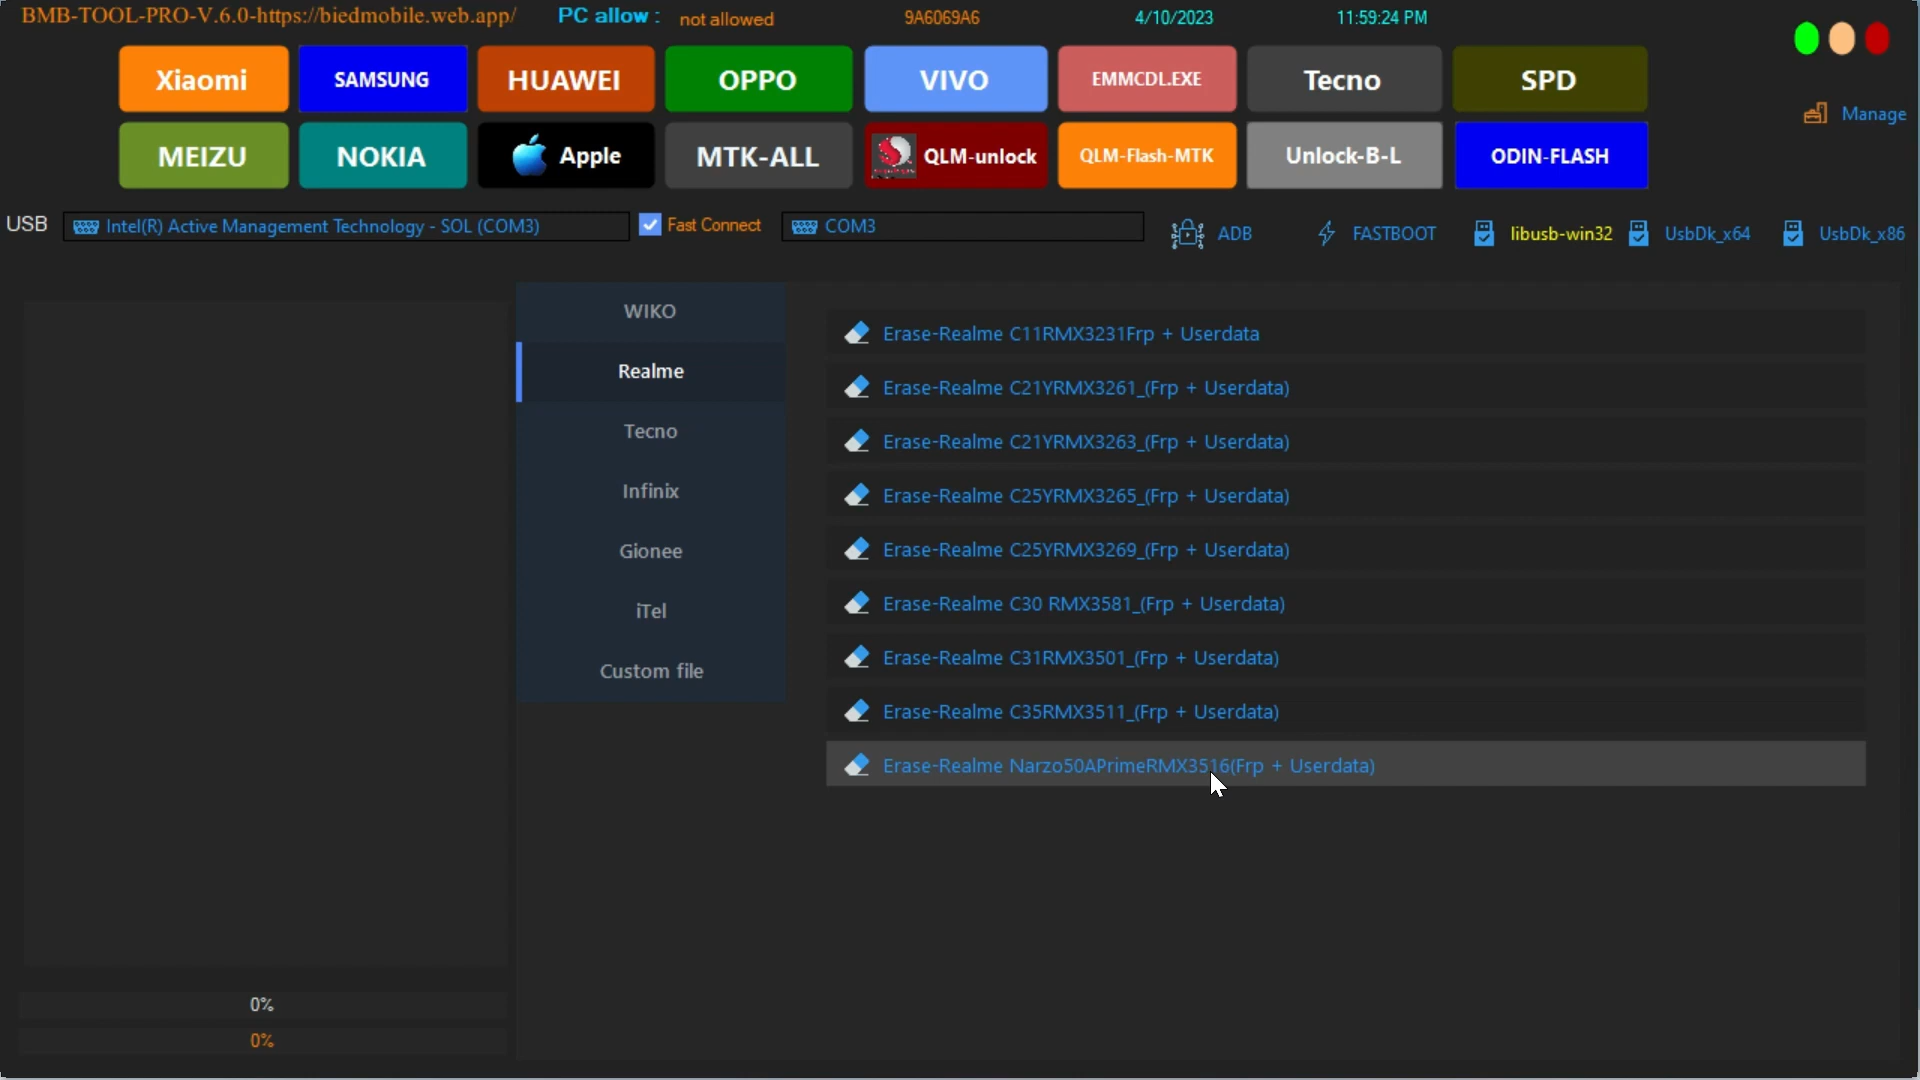 BMB-TOOL-PRO-V.6.0-https://biedmobile.web.app/ PC allow : not allowed 9A6069A6 4/10/2023 11:59:24 PM
Xiaomi SAMSUNG HUAWEI OPPO VIVO EMMCDL.EXE Tecno SPD
Manage
MEIZU NOKIA Apple MTK-ALL QLM-unlock QLM-Flash-MTK Unlock-B-L ODIN-FLASH
USB Intel(R) Active Management Technology - SOL (COM3) Fast Connect COM3 ADB FASTBOOT libusb-win32 UsbDk_x64 UsbDk_x86
WIKO
Realme
Tecno
Infinix
Gionee
iTel
Custom file
Erase-Realme C11RMX3231Frp + Userdata
Erase-Realme C21YRMX3261_(Frp + Userdata)
Erase-Realme C21YRMX3263_(Frp + Userdata)
Erase-Realme C25YRMX3265_(Frp + Userdata)
Erase-Realme C25YRMX3269_(Frp + Userdata)
Erase-Realme C30 RMX3581_(Frp + Userdata)
Erase-Realme C31RMX3501_(Frp + Userdata)
Erase-Realme C35RMX3511_(Frp + Userdata)
Erase-Realme Narzo50APrimeRMX3516(Frp + Userdata)
0%
0%